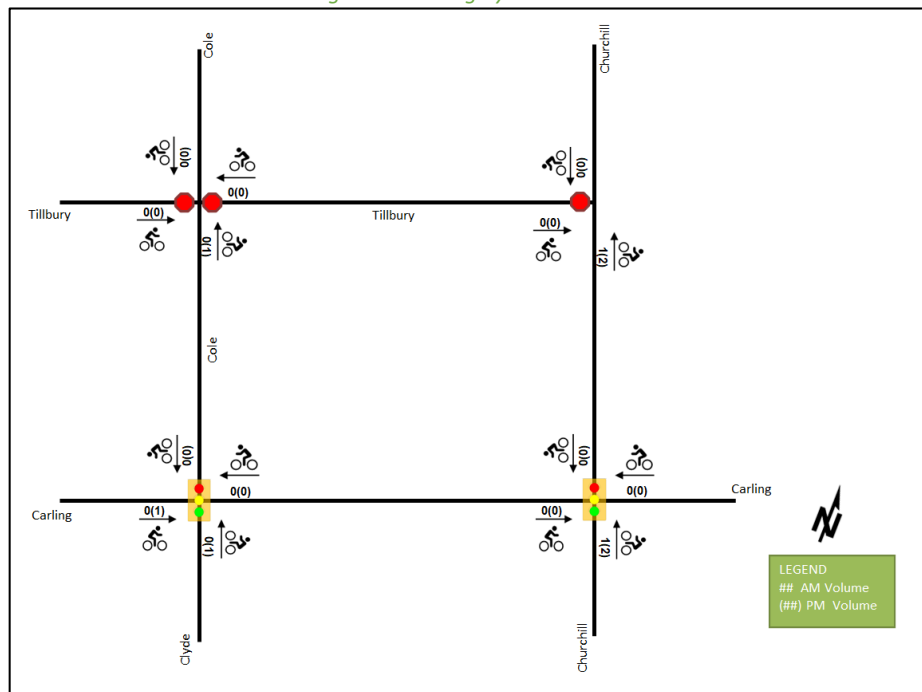 Cole
Churchill
0(0)
0(0)
0(0)
0(0)
Tillbury
0(0)
Tillbury
0(0)
0(1)
1(2)
Cole
0(0)
0(0)
0(0)
0(0)
Carling
Carling
0(1)
0(0)
0(1)
1(2)
LEGEND
## AM Volume
(##) PM Volume
Clyde
Churchill